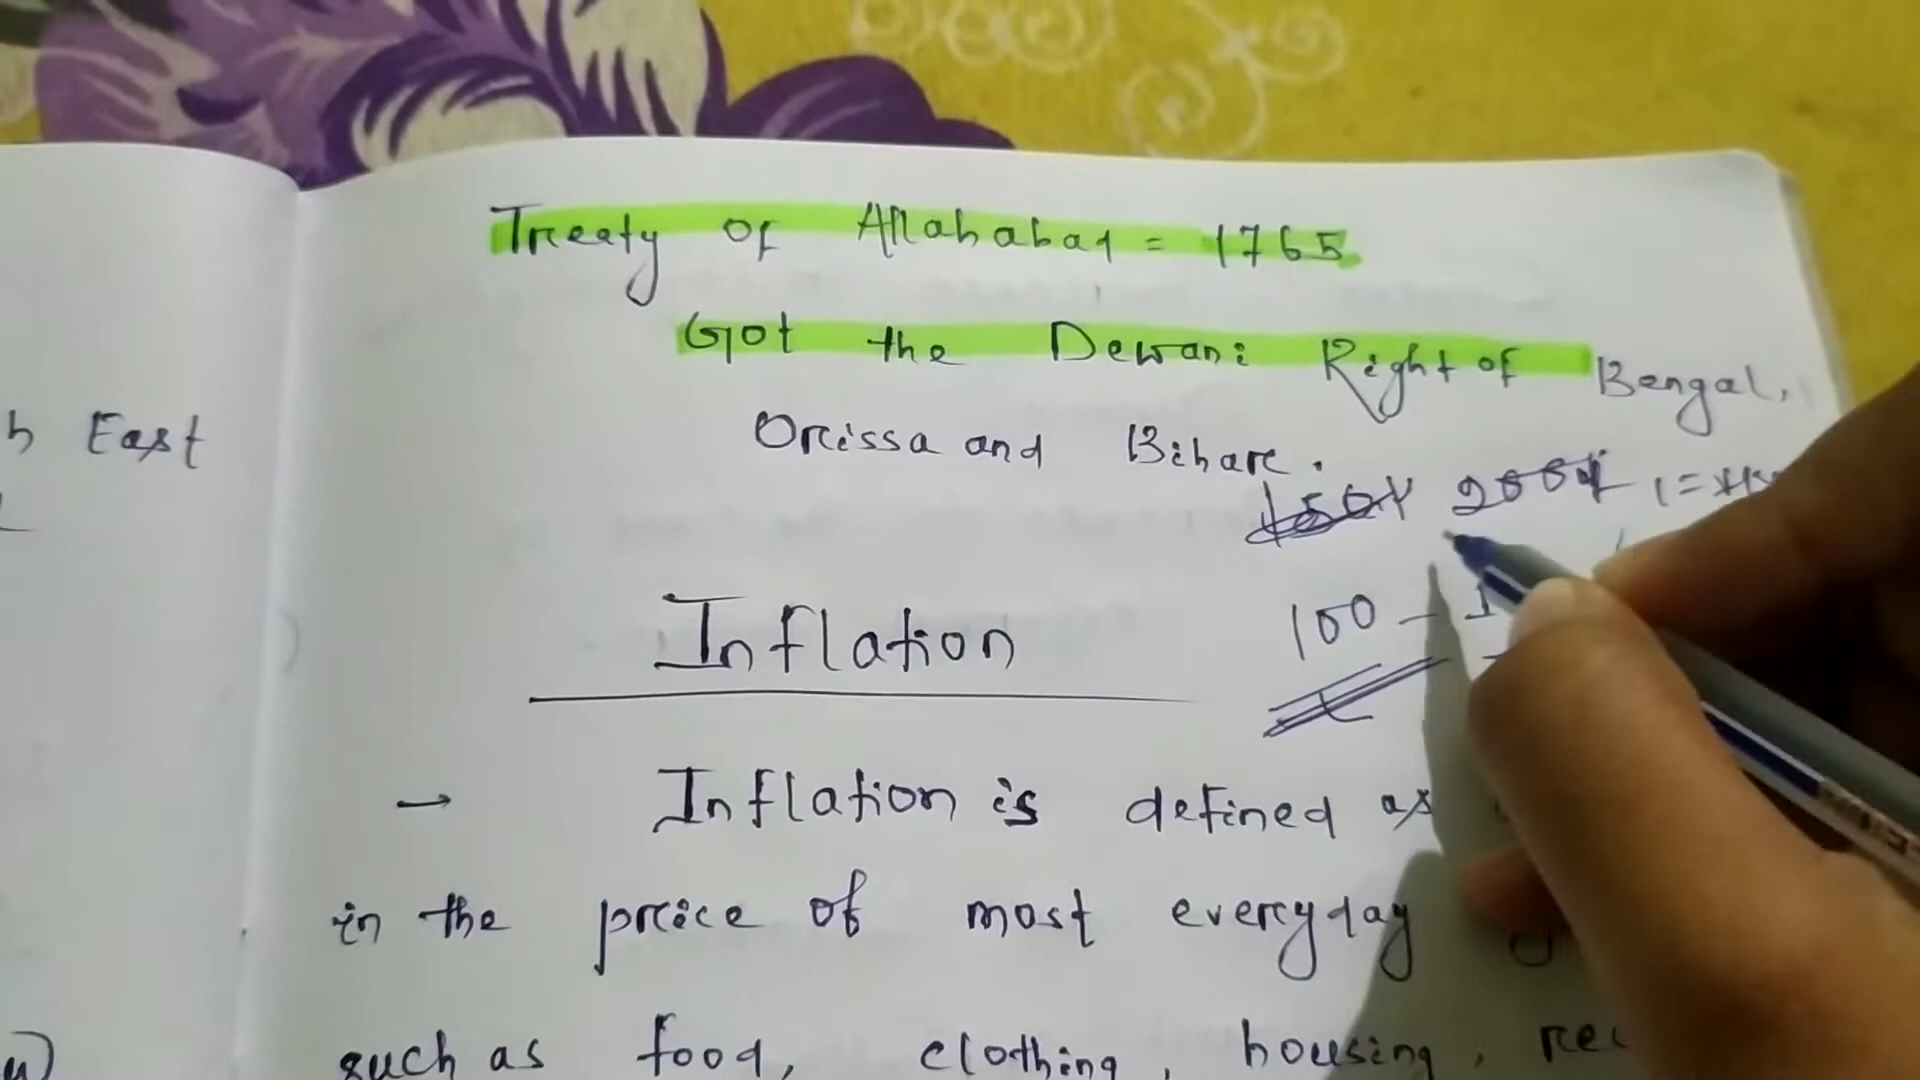 Treaty of Allahabad = 1765
Got the Dewani Right of Bengal,
Orissa and Bihar.
East
100 -
Inflation
→ Inflation is defined as
in the price of most everyday
such as food, clothing, housing,